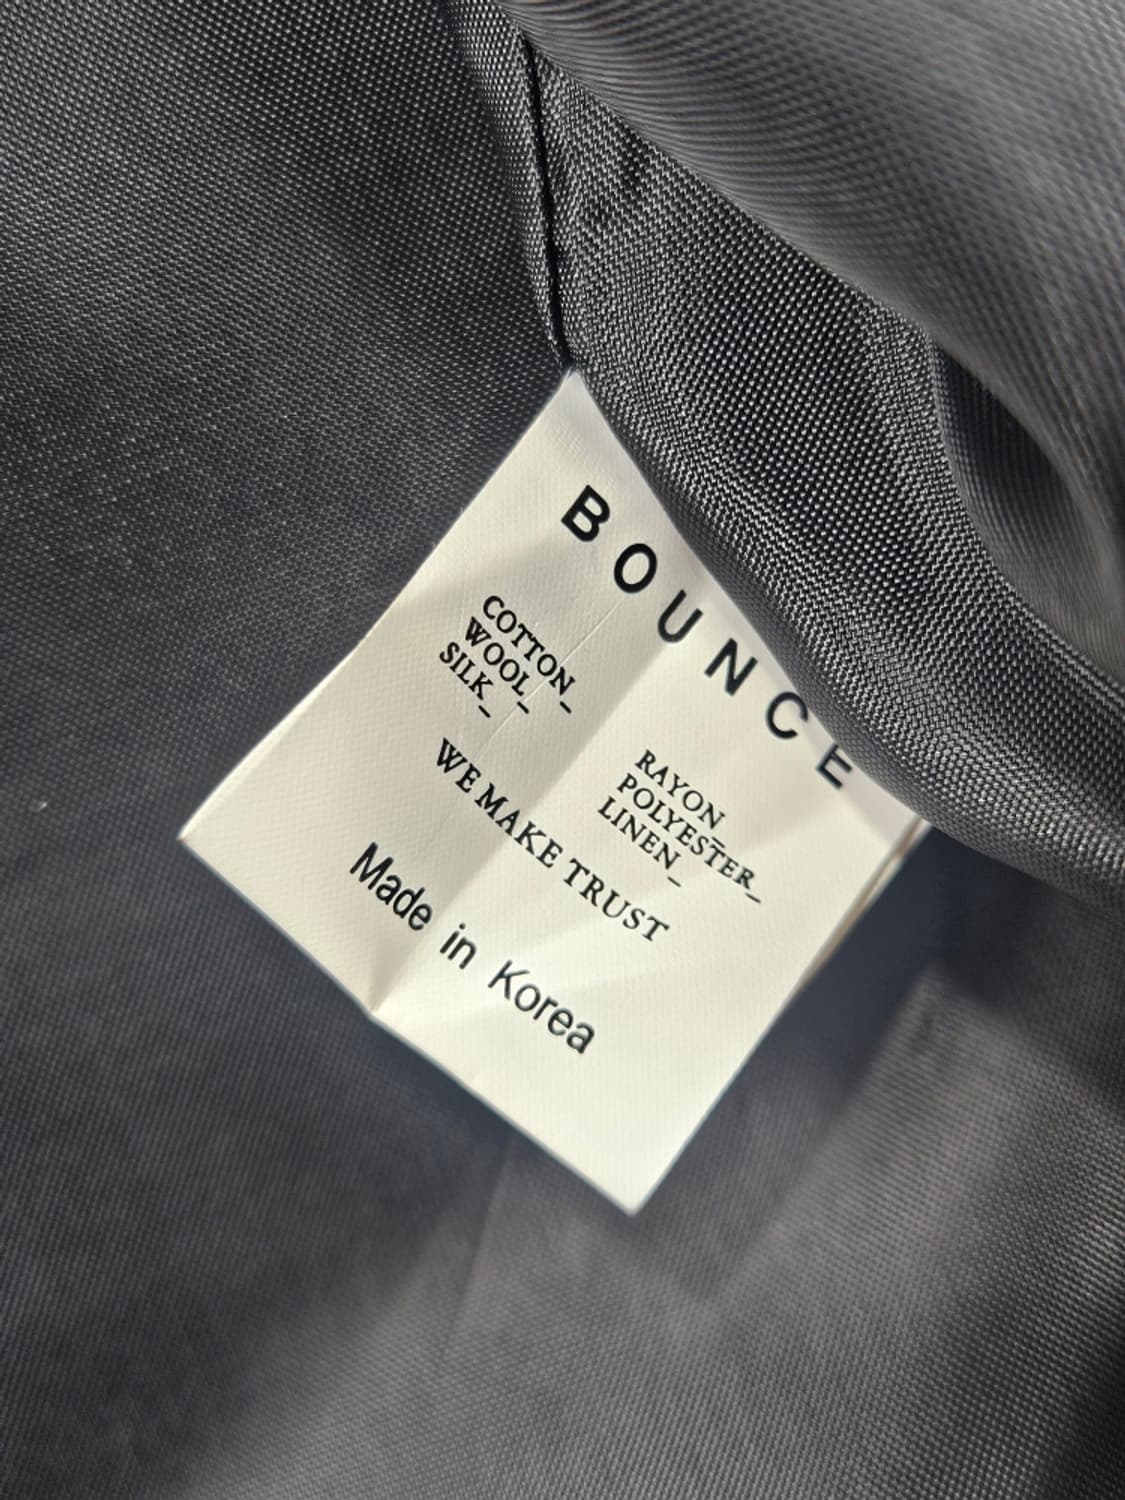 BOUNCE
COTTON_
WOOL_
SILK_
RAYON_
POLYESTER_
LINEN_
WE MAKE TRUST
Made in Korea